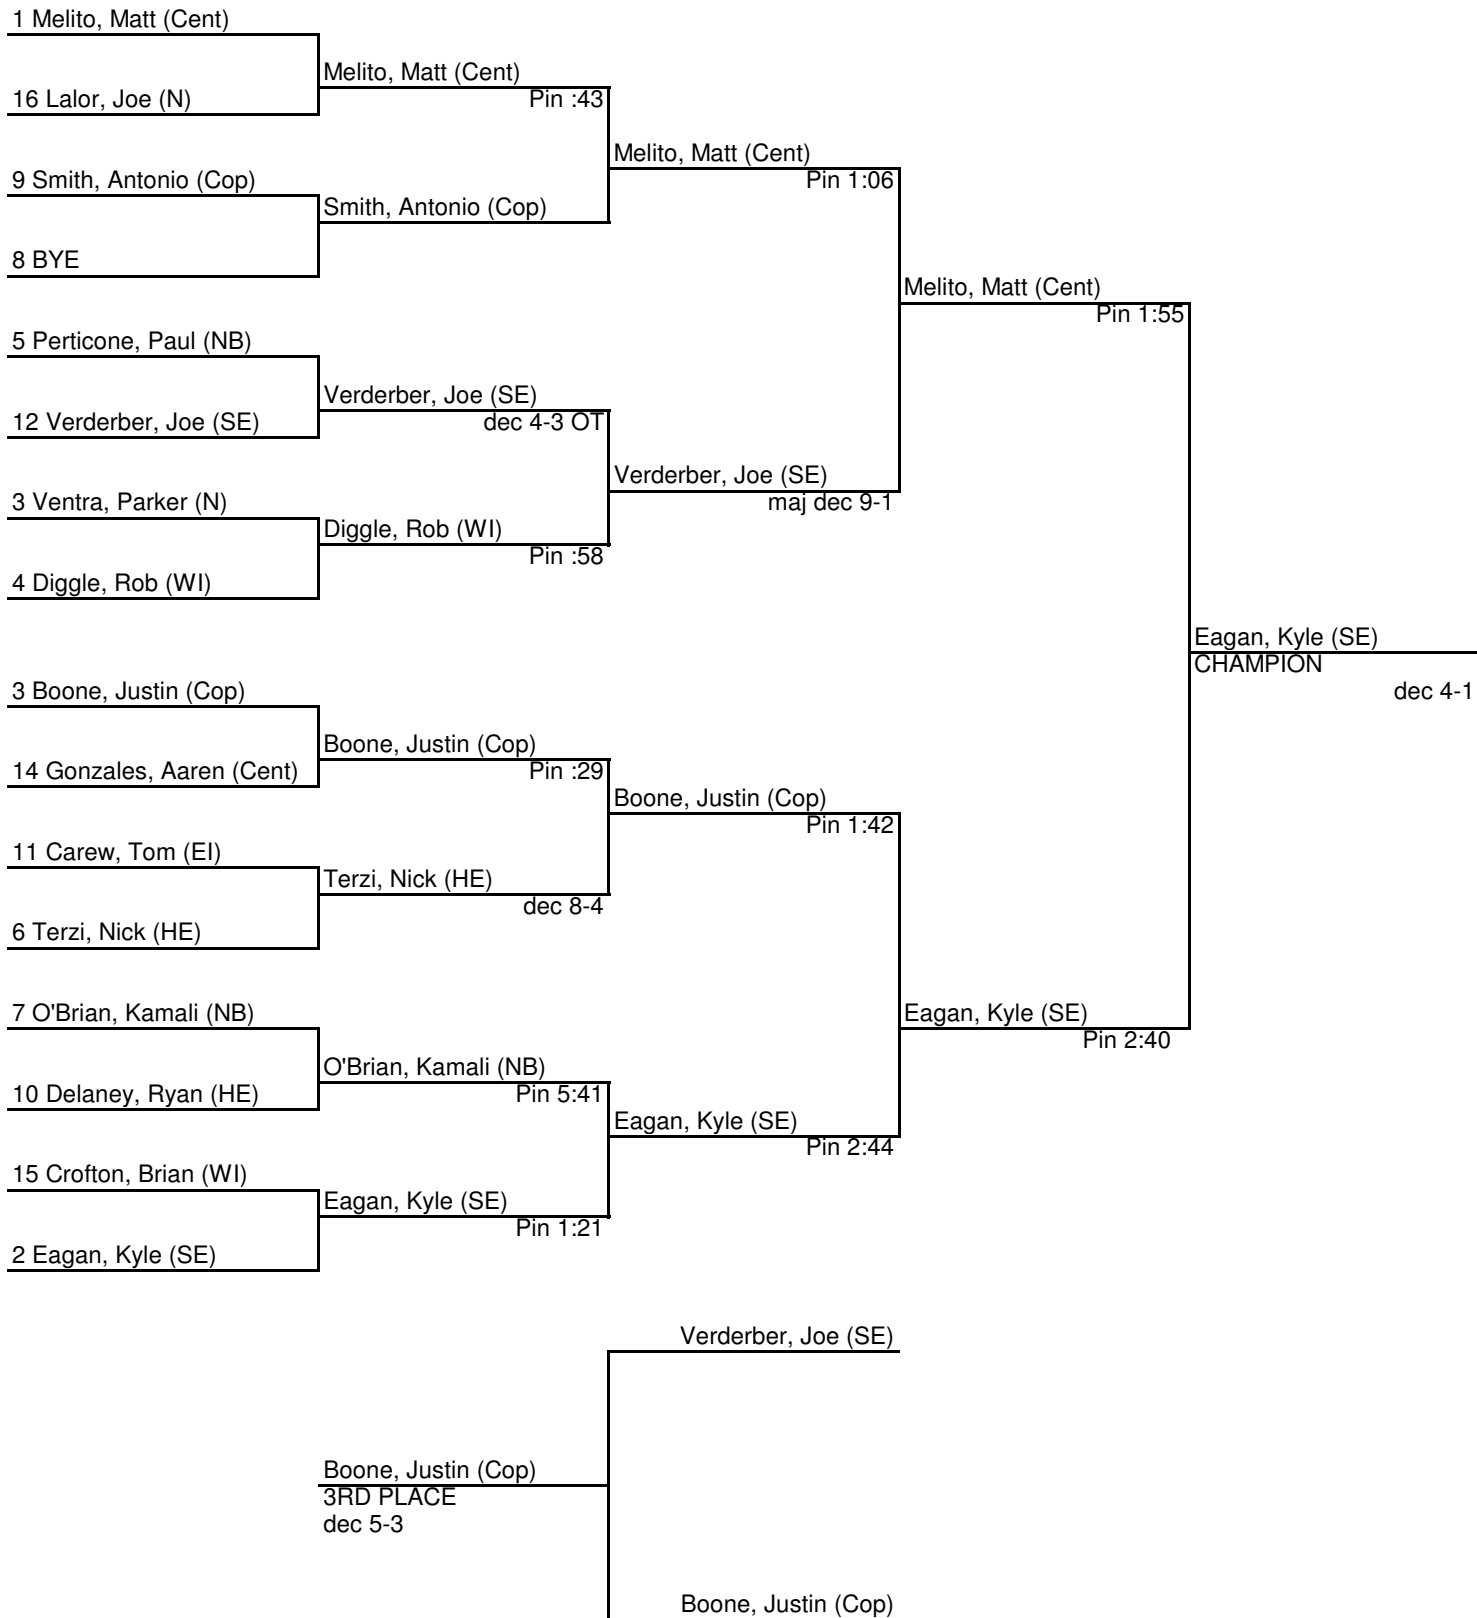 1 Melito, Matt (Cent)
Melito, Matt (Cent)
16 Lalor, Joe (N)
Pin :43
Melito, Matt (Cent)
9 Smith, Antonio (Cop)
Pin 1:06
Smith, Antonio (Cop)
8 BYE
Melito, Matt (Cent)
Pin 1:55
5 Perticone, Paul (NB)
Verderber, Joe (SE)
12 Verderber, Joe (SE)
dec 4-3 OT
Verderber, Joe (SE)
3 Ventra, Parker (N)
maj dec 9-1
Diggle, Rob (WI)
Pin :58
4 Diggle, Rob (WI)
Eagan, Kyle (SE)
CHAMPION
3 Boone, Justin (Cop)
dec 4-1
Boone, Justin (Cop)
14 Gonzales, Aaren (Cent)
Pin :29
Boone, Justin (Cop)
Pin 1:42
11 Carew, Tom (EI)
Terzi, Nick (HE)
dec 8-4
6 Terzi, Nick (HE)
7 O'Brian, Kamali (NB)
Eagan, Kyle (SE)
Pin 2:40
O'Brian, Kamali (NB)
10 Delaney, Ryan (HE)
Pin 5:41
Eagan, Kyle (SE)
Pin 2:44
15 Crofton, Brian (WI)
Eagan, Kyle (SE)
Pin 1:21
2 Eagan, Kyle (SE)
Verderber, Joe (SE)
Boone, Justin (Cop)
3RD PLACE
dec 5-3
Boone, Justin (Cop)